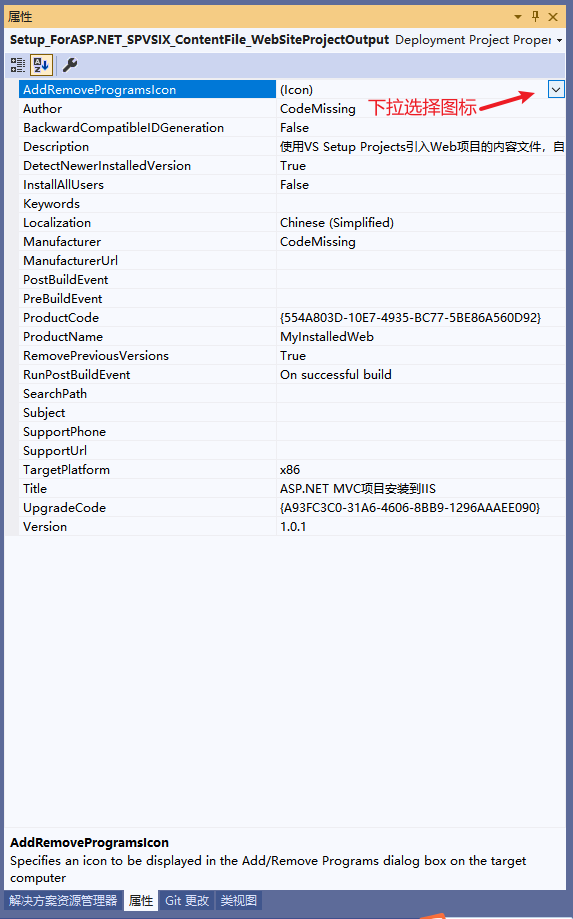 属性
Setup_ForASP.NET_SPVSIX_ContentFile_WebSiteProjectOutput Deployment Project Proper
AddRemoveProgramsIcon (Icon)
下拉选择图标
Author CodeMissing
BackwardCompatibleIDGeneration False
Description 使用VS Setup Projects引入Web项目的内容文件，自
DetectNewerInstalledVersion True
InstallAllUsers False
Keywords
Localization Chinese (Simplified)
Manufacturer CodeMissing
ManufacturerUrl
PostBuildEvent
PreBuildEvent
ProductCode {554A803D-10E7-4935-BC77-5BE86A560D92}
ProductName MyInstalledWeb
RemovePreviousVersions True
RunPostBuildEvent On successful build
SearchPath
Subject
SupportPhone
SupportUrl
TargetPlatform x86
Title ASP.NET MVC项目安装到IIS
UpgradeCode {A93FC3C0-31A6-4606-8BB9-1296AAAEE090}
Version 1.0.1
AddRemoveProgramsIcon
Specifies an icon to be displayed in the Add/Remove Programs dialog box on the target
computer
解决方案资源管理器 属性 Git 更改 类视图